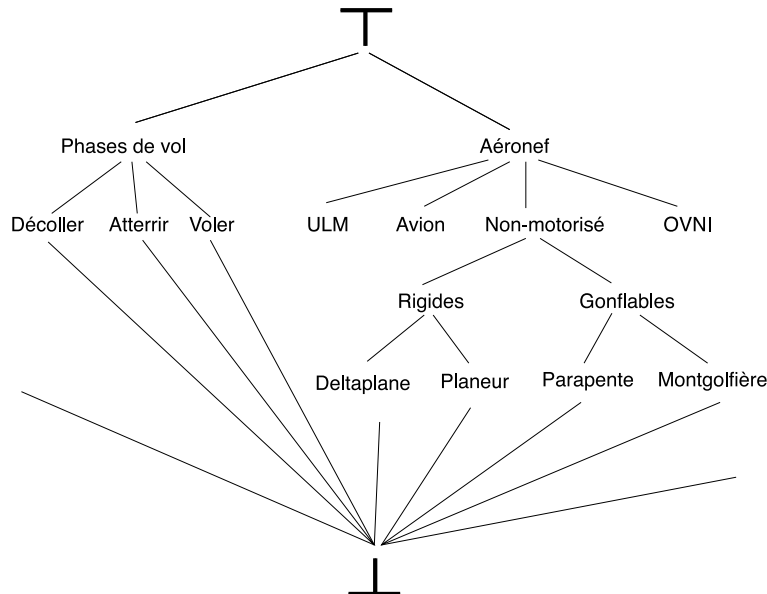 Phases de vol
Aéronef
Décoller Atterrir Voler ULM Avion Non-motorisé OVNI
Rigides Gonflables
Deltaplane Planeur Parapente Montgolfière